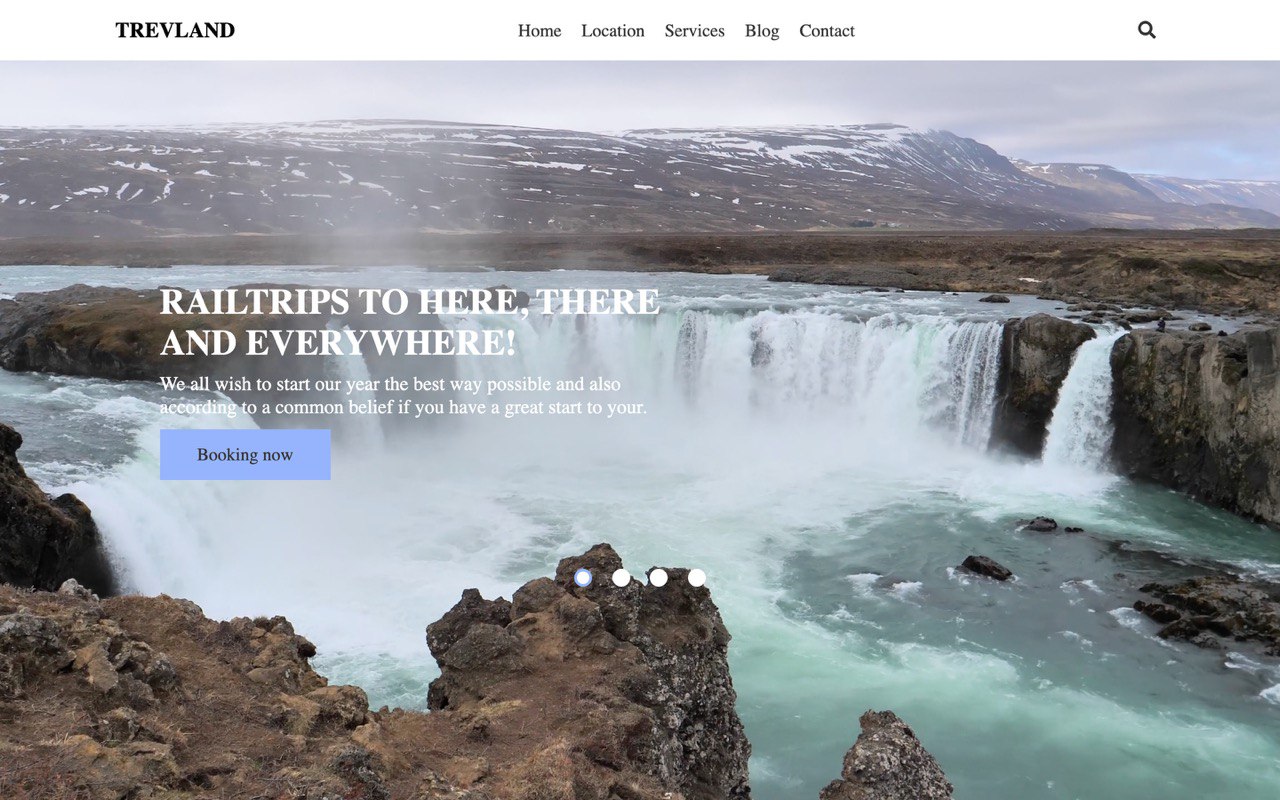 TREVLAND
Home
Location
Services
Blog
Contact
RAILTRIPS TO HERE, THERE
AND EVERYWHERE!
We all wish to start our year the best way possible and also
according to a common belief if you have a great start to your.
Booking now